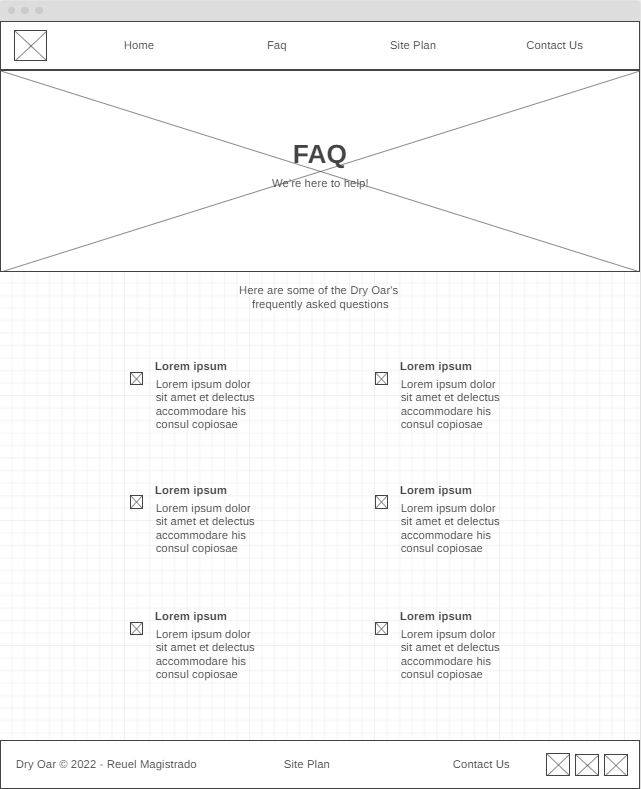 Home Faq Site Plan Contact Us
FAQ
We're here to help!
Here are some of the Dry Oar's
frequently asked questions
Lorem ipsum
Lorem ipsum dolor
sit amet et delectus
accommodare his
consul copiosae
Lorem ipsum
Lorem ipsum dolor
sit amet et delectus
accommodare his
consul copiosae
Lorem ipsum
Lorem ipsum dolor
sit amet et delectus
accommodare his
consul copiosae
Lorem ipsum
Lorem ipsum dolor
sit amet et delectus
accommodare his
consul copiosae
Lorem ipsum
Lorem ipsum dolor
sit amet et delectus
accommodare his
consul copiosae
Lorem ipsum
Lorem ipsum dolor
sit amet et delectus
accommodare his
consul copiosae
Dry Oar © 2022 - Reuel Magistrado Site Plan Contact Us